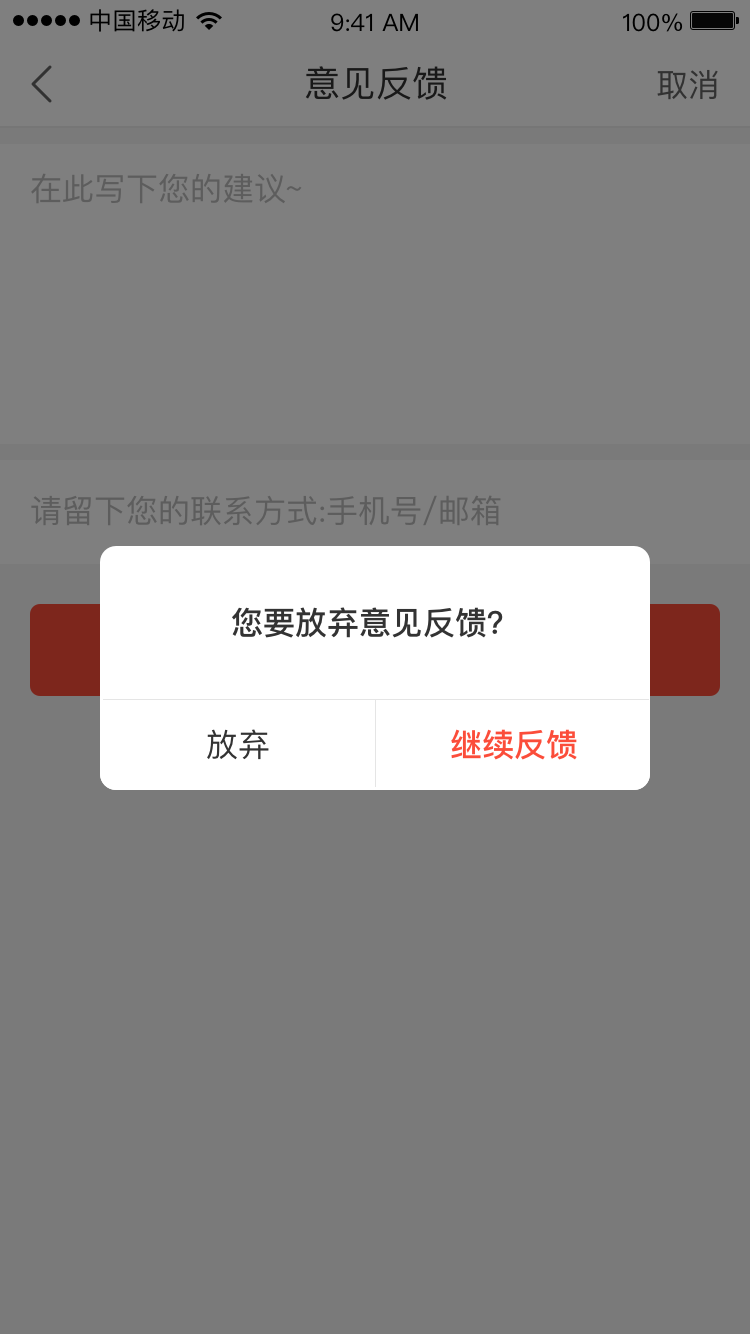 中国移动 9:41 AM 100%
意见反馈 取消
在此写下您的建议~
请留下您的联系方式:手机号/邮箱
您要放弃意见反馈?
放弃 继续反馈